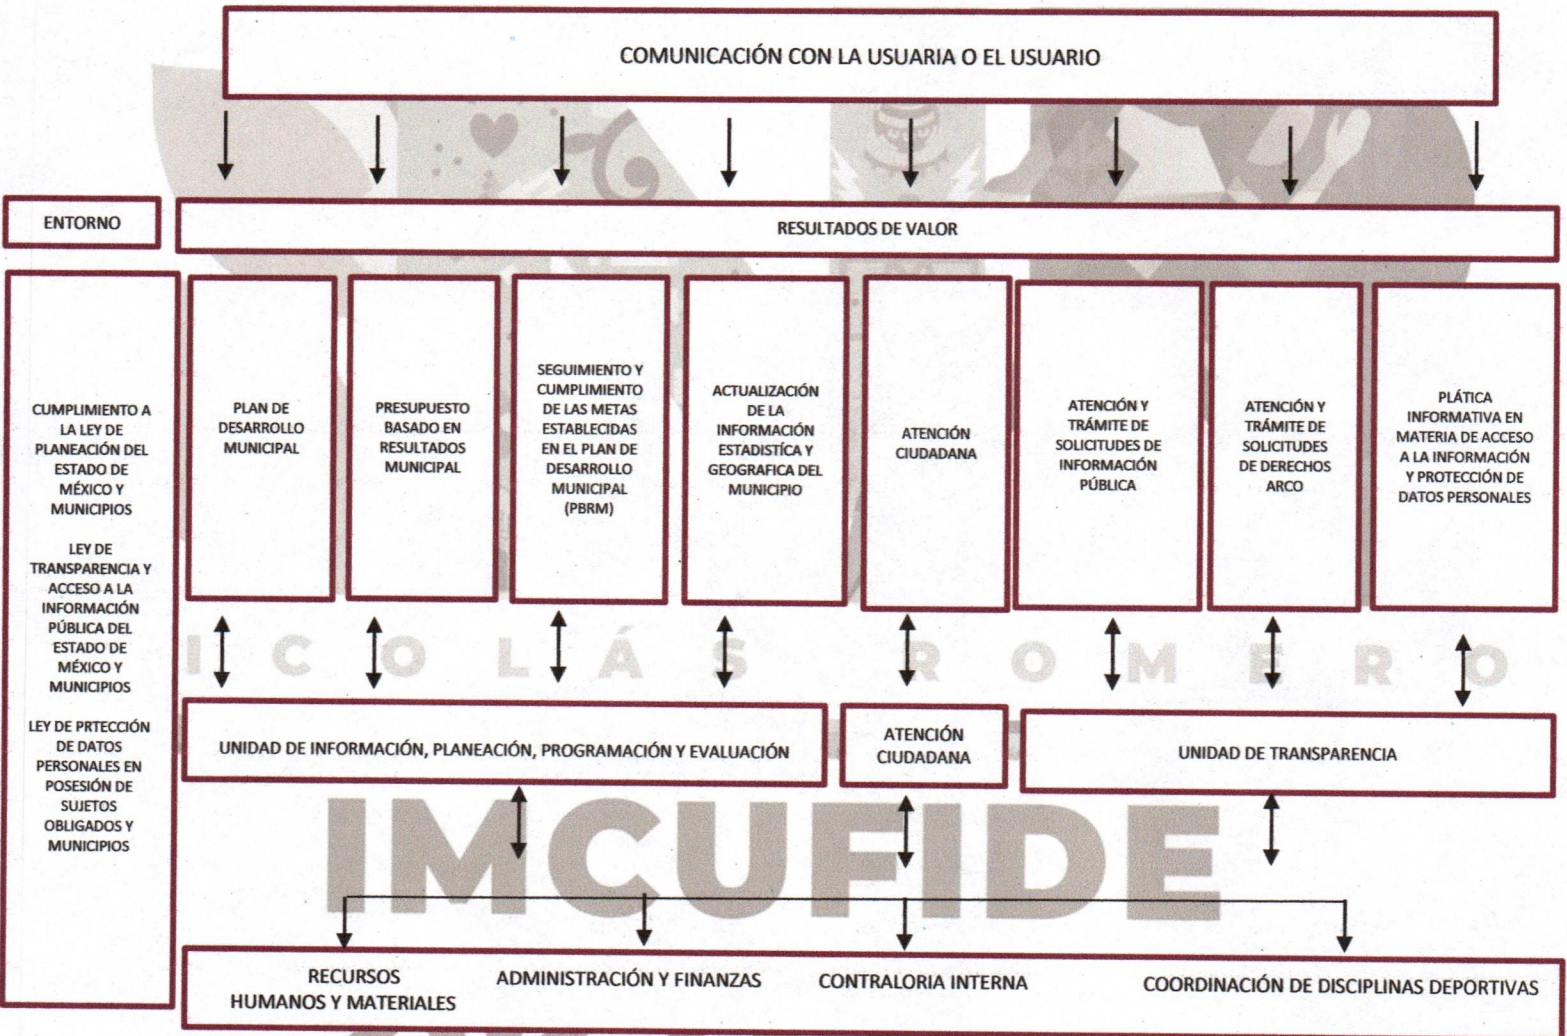 COMUNICACIÓN CON LA USUARIA O EL USUARIO
ENTORNO
RESULTADOS DE VALOR
CUMPLIMIENTO A
LA LEY DE
PLANEACIÓN DEL
ESTADO DE
MÉXICO Y
MUNICIPIOS
LEY DE
TRANSPARENCIA Y
ACCESO A LA
INFORMACIÓN
PÚBLICA DEL
ESTADO DE
MÉXICO Y
MUNICIPIOS
LEY DE PRTECCIÓN
DE DATOS
PERSONALES EN
POSESIÓN DE
SUJETOS
OBLIGADOS Y
MUNICIPIOS
PLAN DE
DESARROLLO
MUNICIPAL
PRESUPUESTO
BASADO EN
RESULTADOS
MUNICIPAL
SEGUIMIENTO Y
CUMPLIMIENTO
DE LAS METAS
ESTABLECIDAS
EN EL PLAN DE
DESARROLLO
MUNICIPAL
(PBRM)
ACTUALIZACIÓN
DE LA
INFORMACIÓN
ESTADISTÍCA Y
GEOGRAFICA DEL
MUNICIPIO
ATENCIÓN
CIUDADANA
ATENCIÓN Y
TRÁMITE DE
SOLICITUDES DE
INFORMACIÓN
PÚBLICA
ATENCIÓN Y
TRÁMITE DE
SOLICITUDES
DE DERECHOS
ARCO
PLÁTICA
INFORMATIVA EN
MATERIA DE ACCESO
A LA INFORMACIÓN
Y PROTECCIÓN DE
DATOS PERSONALES
ICOLÁS ROMERO
UNIDAD DE INFORMACIÓN, PLANEACIÓN, PROGRAMACIÓN Y EVALUACIÓN
ATENCIÓN
CIUDADANA
UNIDAD DE TRANSPARENCIA
IMCUFIDE
RECURSOS
HUMANOS Y MATERIALES
ADMINISTRACIÓN Y FINANZAS
CONTRALORIA INTERNA
COORDINACIÓN DE DISCIPLINAS DEPORTIVAS